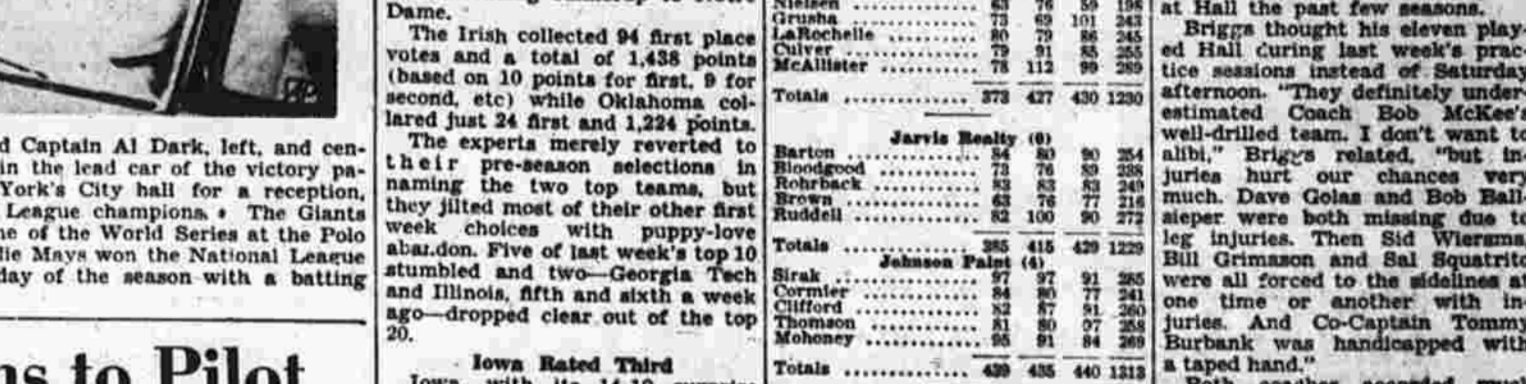 d Captain Al Dark, left, and cen-
in the lead car of the victory pa-
York's City hall for a reception,
League champions. • The Giants
ne of the World Series at the Polo
lie Mays won the National League
day of the season with a batting
ns to Pilot
Dame.
The Irish collected 94 first place
votes and a total of 1,438 points
(based on 10 points for first, 9 for
second, etc) while Oklahoma col-
lared just 24 first and 1,224 points.
The experts merely reverted to
their pre-season selections in
naming the two top teams, but
they jilted most of their other first
week choices with puppy-love
abandon. Five of last week's top 10
stumbled and two—Georgia Tech
and Illinois, fifth and sixth a week
ago—dropped clear out of the top
20.
Iowa Rated Third
Nielsen 63 76 59 198
Grusha 73 69 101 243
LaRochelle 80 79 86 245
Culver 79 91 85 255
McAllister 78 112 99 289
Totals 373 427 430 1230
Jarvis Realty (0)
Barton 84 80 90 254
Bloodgood 73 76 89 238
Rohrback 83 83 83 249
Brown 63 76 77 216
Ruddell 82 100 90 272
Totals 385 415 429 1229
Johnson Paint (4)
Sirak 97 97 91 285
Cormier 84 80 77 241
Clifford 82 87 91 260
Thomson 81 80 97 258
Mohoney 95 91 84 269
Totals 439 435 440 1313
at Hall the past few seasons.
Briggs thought his eleven play-
ed Hall during last week's prac-
tice sessions instead of Saturday
afternoon. "They definitely under-
estimated Coach Bob McKee's
well-drilled team. I don't want to
alibi," Briggs related, "but in-
juries hurt our chances very
much. Dave Golas and Bob Ball-
sieper were both missing due to
leg injuries. Then Sid Wiersma,
Bill Grimason and Sal Squatrito
were all forced to the sidelines at
one time or another with in-
juries. And Co-Captain Tommy
Burbank was handicapped with
a taped hand."